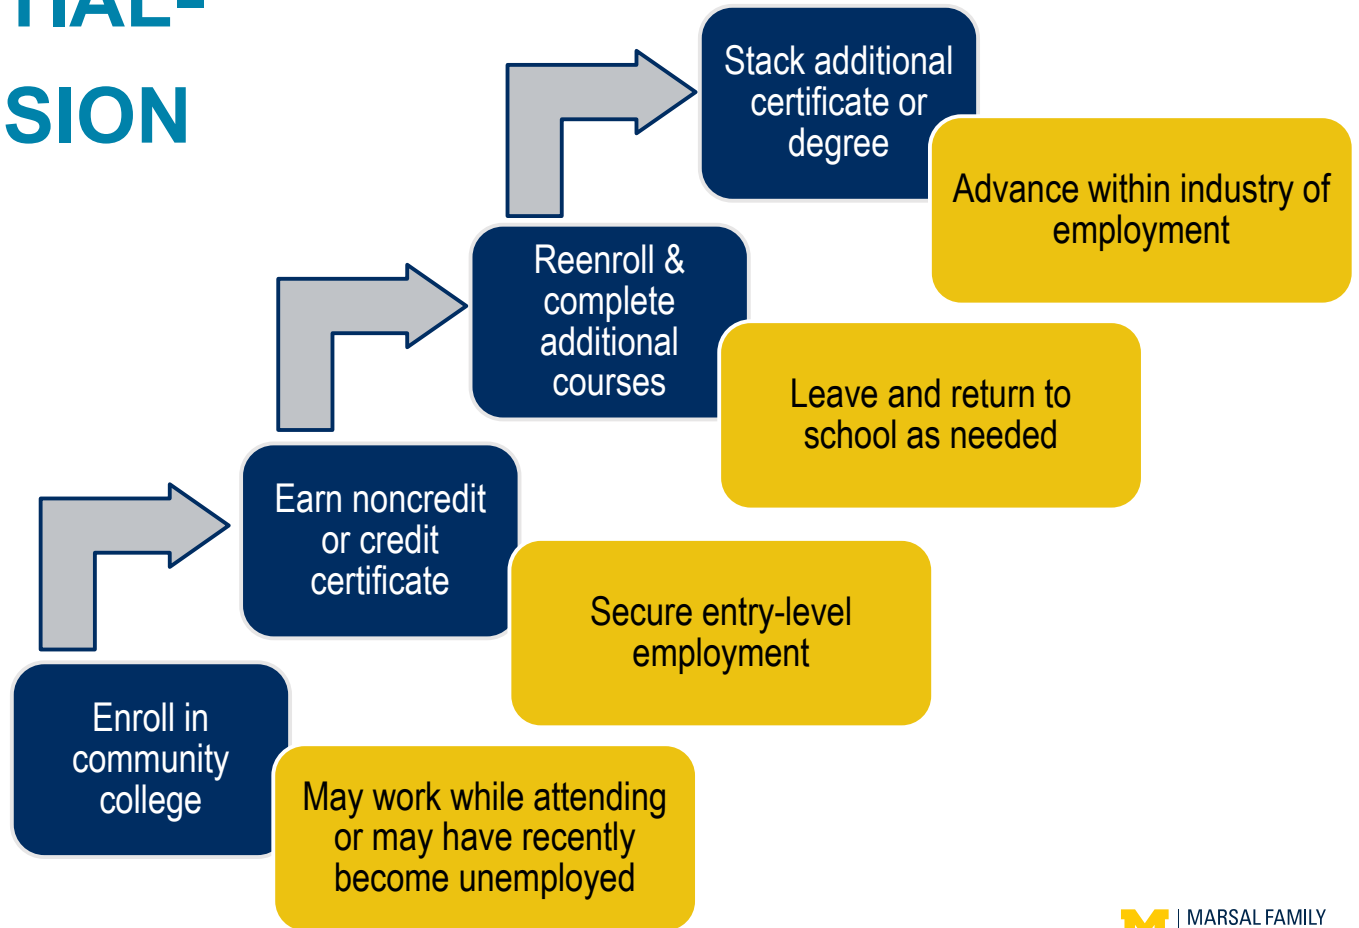 TIAL-
SION
Stack additional
certificate or
degree
Advance within industry of
employment
Reenroll &
complete
additional
courses
Leave and return to
school as needed
Earn noncredit
or credit
certificate
Secure entry-level
employment
Enroll in
community
college
May work while attending
or may have recently
become unemployed
M | MARSAL FAMILY